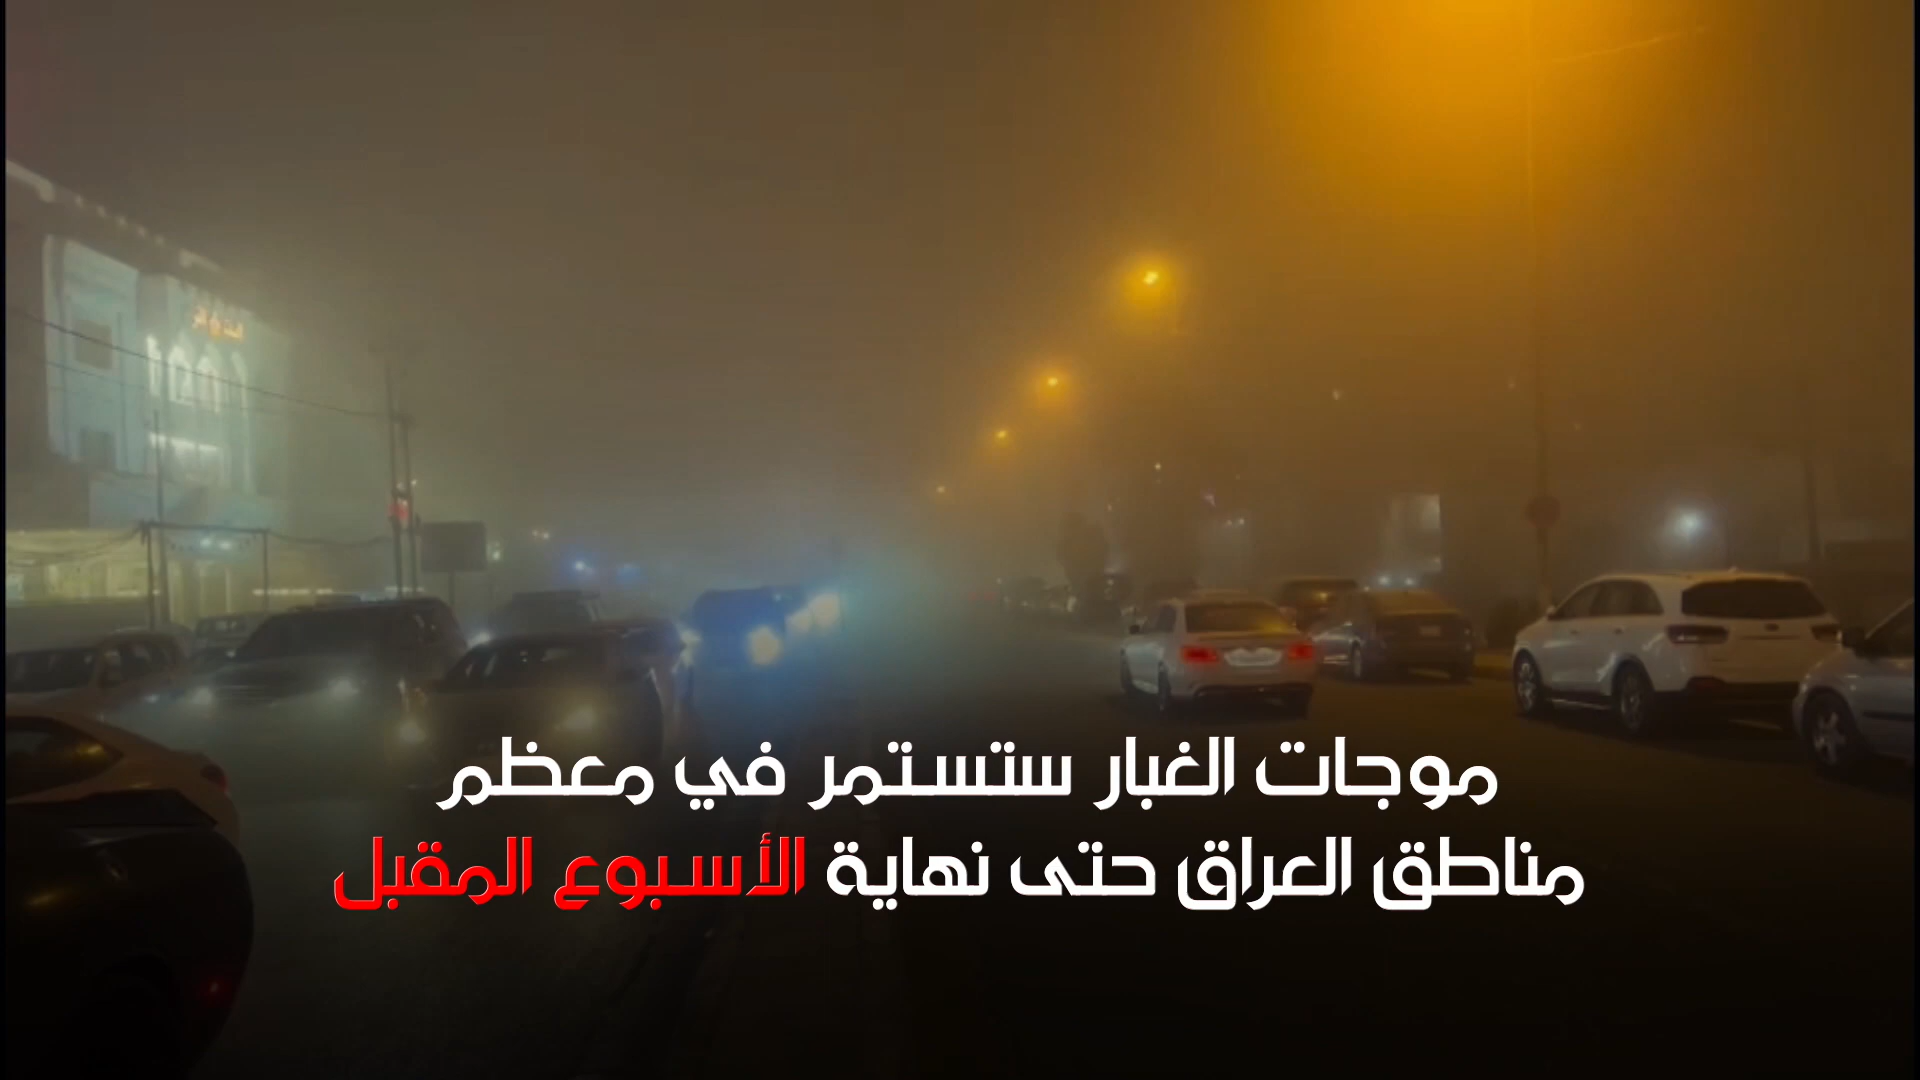 موجات الغبار ستستمر في معظم
مناطق العراق حتى نهاية الأسبوع المقبل